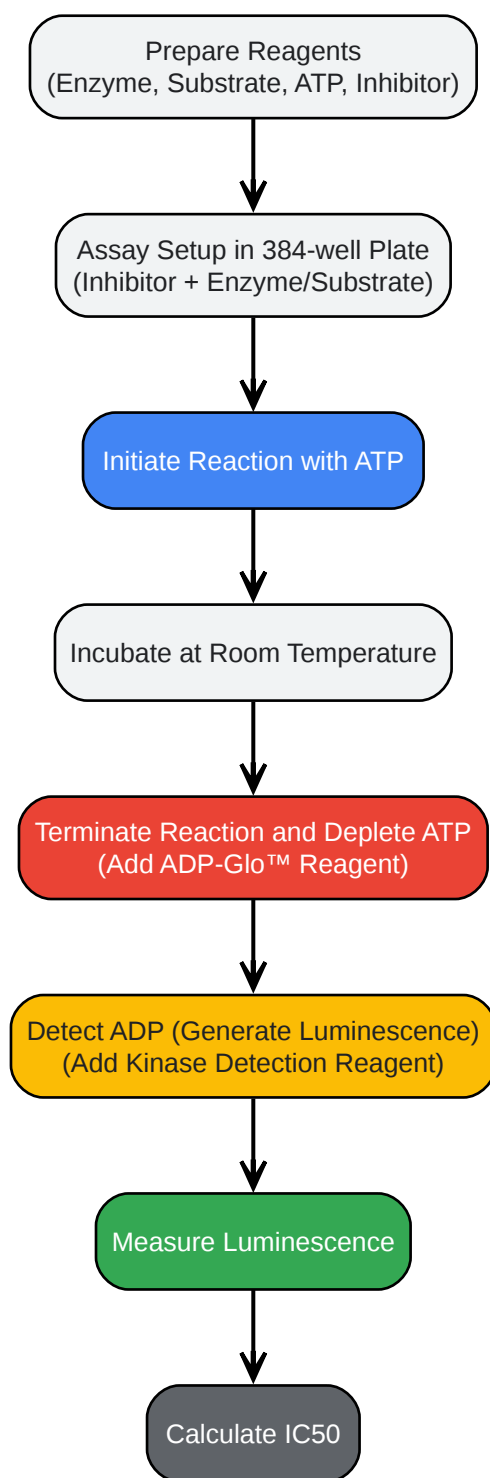 Prepare Reagents
(Enzyme, Substrate, ATP, Inhibitor)
Assay Setup in 384-well Plate
(Inhibitor + Enzyme/Substrate)
Initiate Reaction with ATP
Incubate at Room Temperature
Terminate Reaction and Deplete ATP
(Add ADP-Glo™ Reagent)
Detect ADP (Generate Luminescence)
(Add Kinase Detection Reagent)
Measure Luminescence
Calculate IC50